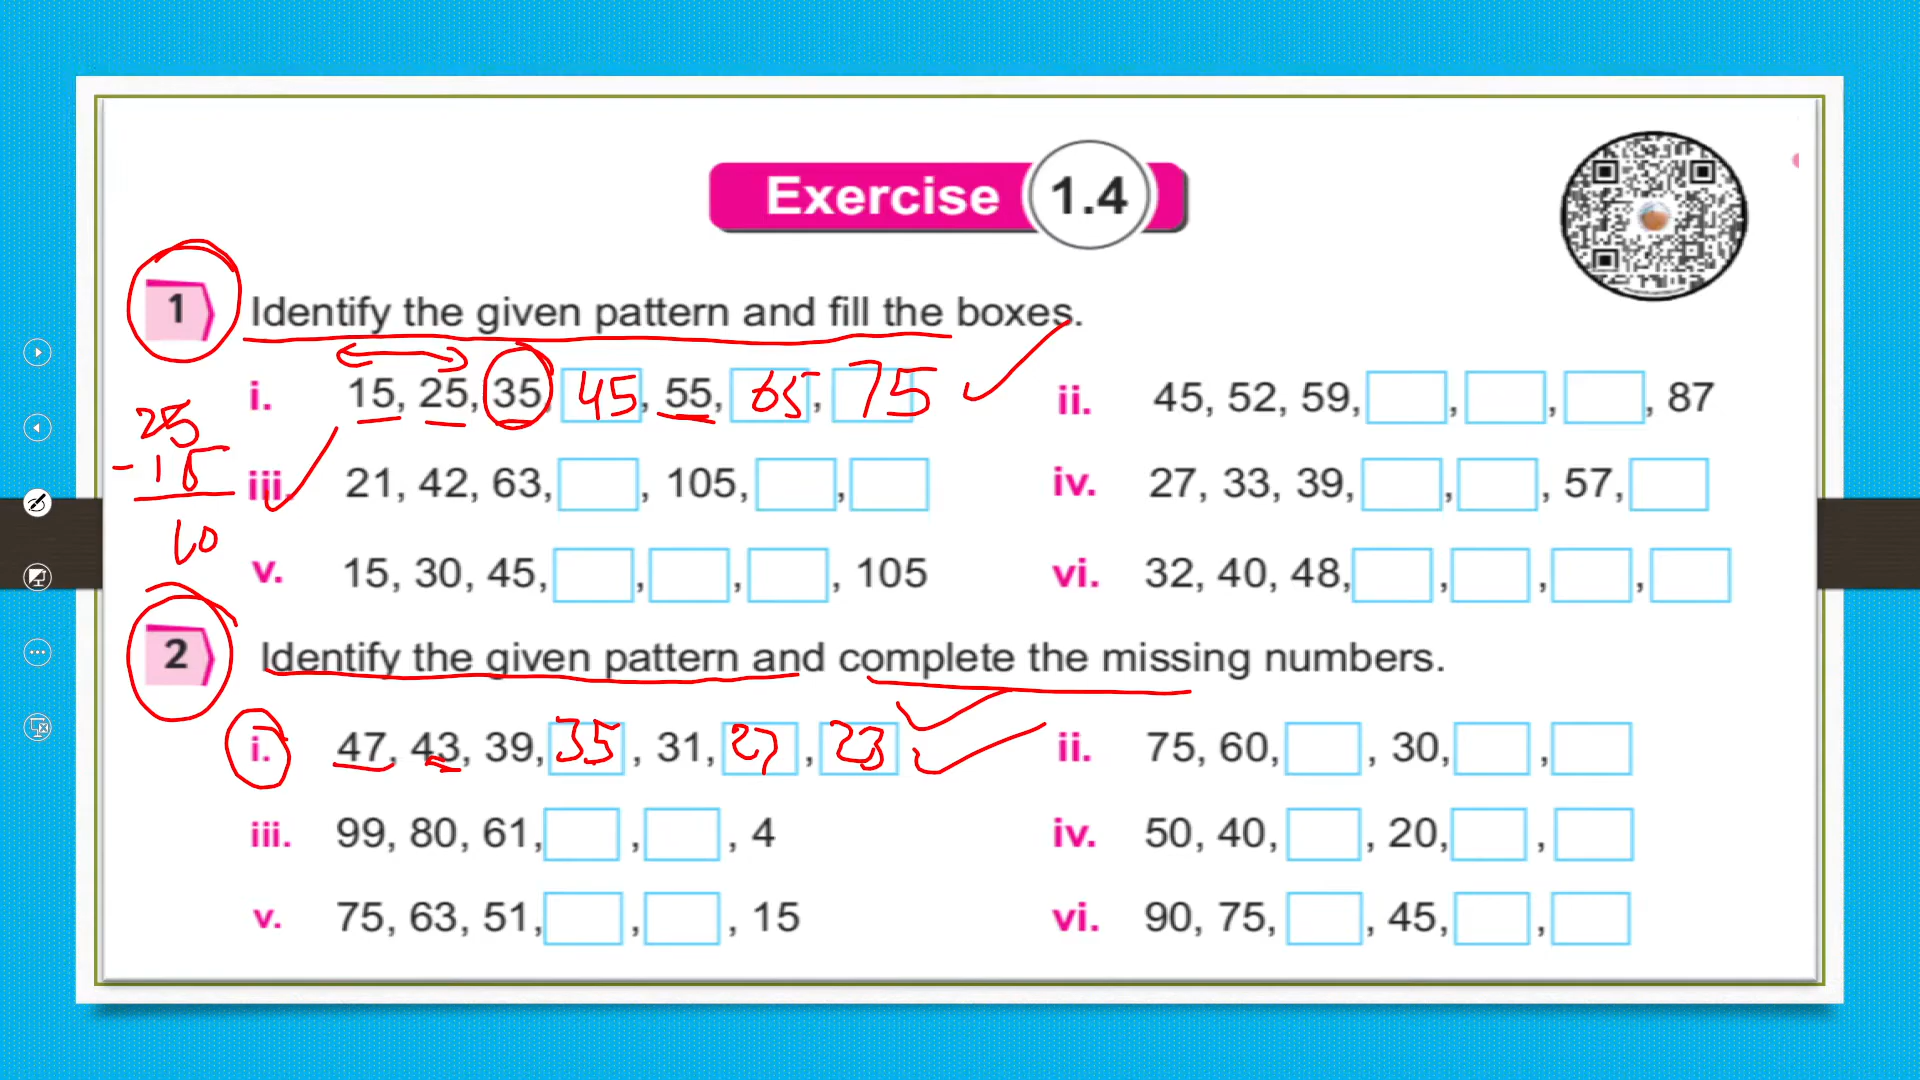 Exercise 1.4
1 Identify the given pattern and fill the boxes.
i. 15, 25, 35, 45, 55, 65, 75
ii. 45, 52, 59, , , , 87
25
-15
10
iii. 21, 42, 63, , 105, ,
iv. 27, 33, 39, , , 57,
v. 15, 30, 45, , , , 105
vi. 32, 40, 48, , , ,
2 Identify the given pattern and complete the missing numbers.
i. 47, 43, 39, 35, 31, 27, 23
ii. 75, 60, , 30, ,
iii. 99, 80, 61, , , 4
iv. 50, 40, , 20, ,
v. 75, 63, 51, , , 15
vi. 90, 75, , 45, ,